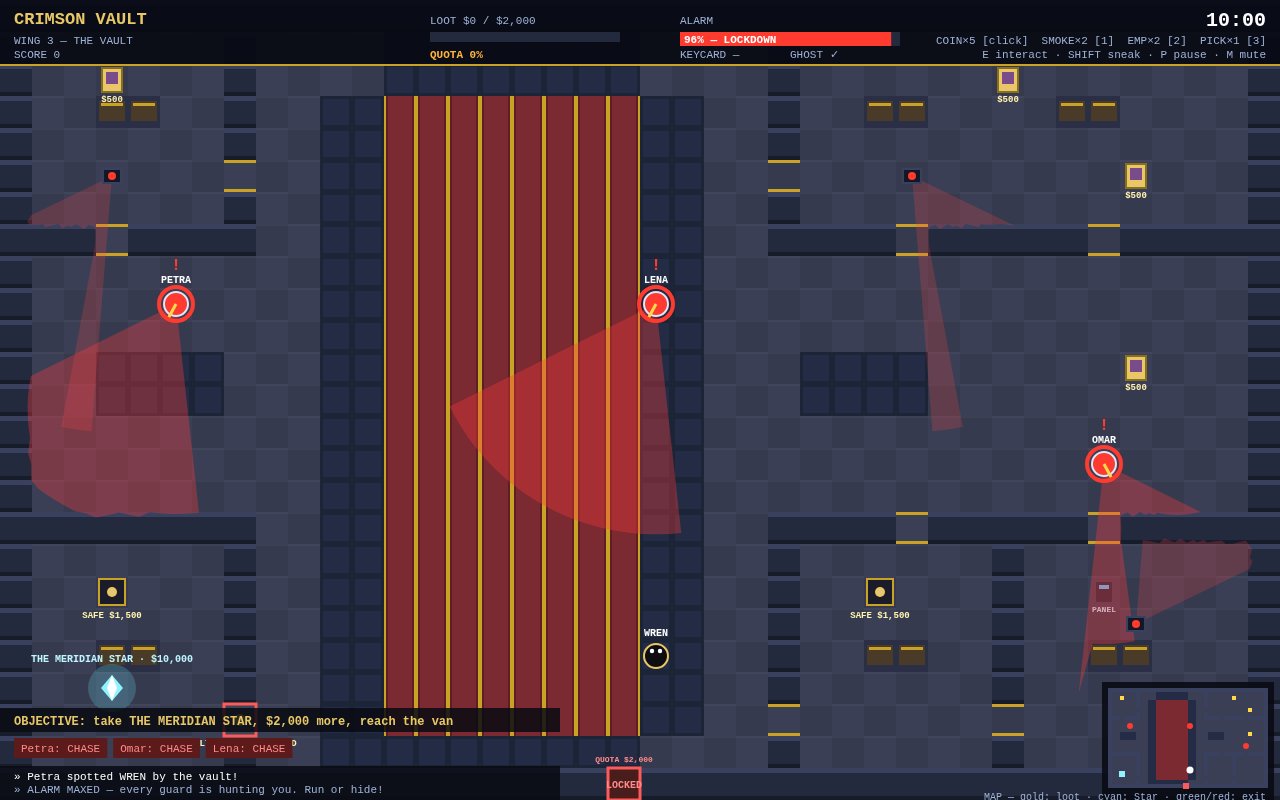 CRIMSON VAULT
WING 3 — THE VAULT
SCORE 0
LOOT $0 / $2,000
QUOTA 0%
ALARM
96% — LOCKDOWN
KEYCARD — GHOST ✓
10:00
COIN×5 [click] SMOKE×2 [1] EMP×2 [2] PICK×1 [3]
E interact · SHIFT sneak · P pause · M mute
$500
$500
$500
!
PETRA
!
LENA
$500
!
OMAR
SAFE $1,500
SAFE $1,500
PANEL
WREN
THE MERIDIAN STAR · $10,000
OBJECTIVE: take THE MERIDIAN STAR, $2,000 more, reach the van
Petra: CHASE
Omar: CHASE
Lena: CHASE
QUOTA $2,000
LOCKED
» Petra spotted WREN by the vault!
» ALARM MAXED — every guard is hunting you. Run or hide!
MAP — gold: loot · cyan: Star · green/red: exit